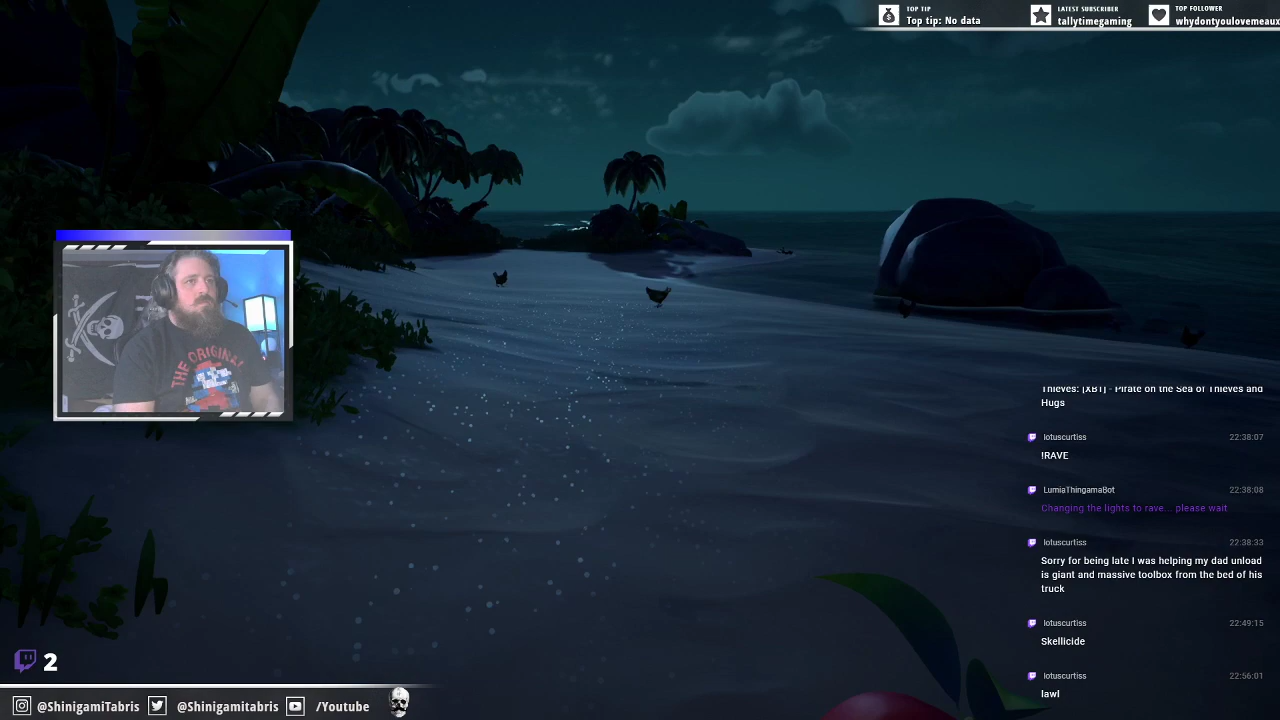 TOP TIP
Top tip: No data
LATEST SUBSCRIBER
tallytimegaming
TOP FOLLOWER
whydontyoulovemeaux
THE ORIGINAL
Thieves: [XB1] - Pirate on the Sea of Thieves and
Hugs
lotuscurtiss 22:38:07
!RAVE
LumiaThingamaBot 22:38:08
Changing the lights to rave... please wait
lotuscurtiss 22:38:33
Sorry for being late I was helping my dad unload
is giant and massive toolbox from the bed of his
truck
lotuscurtiss 22:49:15
Skellicide
lotuscurtiss 22:56:01
lawl
2
@ShinigamiTabris @Shinigamitabris /Youtube